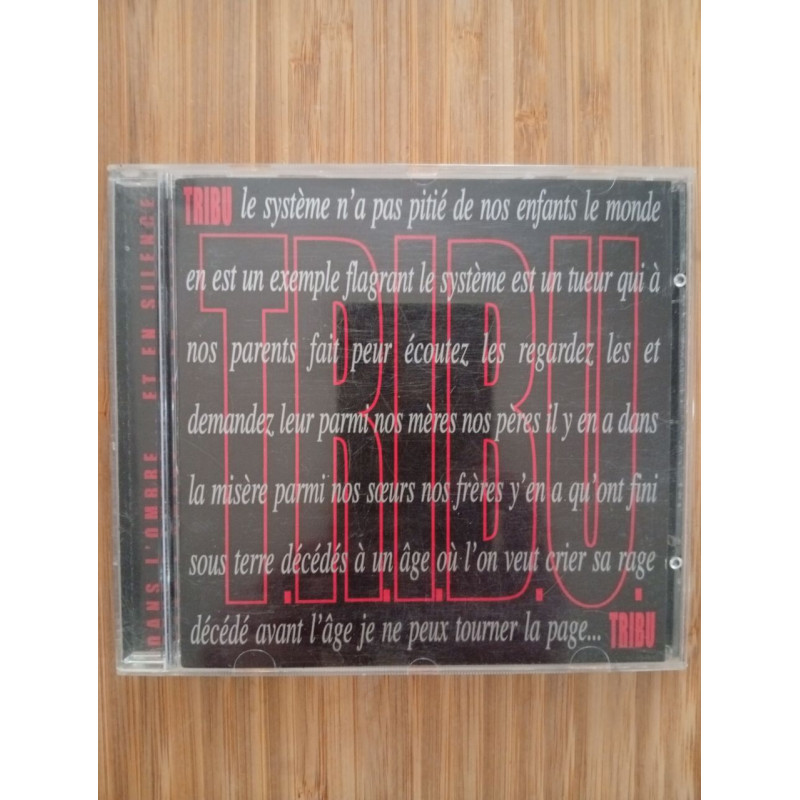 TRIBU le système n'a pas pitié de nos enfants le monde
en est un exemple flagrant le système est un tueur qui à
nos parents fait peur écoutez les regardez les et
demandez leur parmi nos mères nos pères il y en a dans
la misère parmi nos sœurs nos frères y'en a qu'ont fini
sous terre décédés à un âge où l'on veut crier sa rage
décédé avant l'âge je ne peux tourner la page... TRIBU
T.R.I.B.U.
DANS L'OMBRE ET EN SILENCE